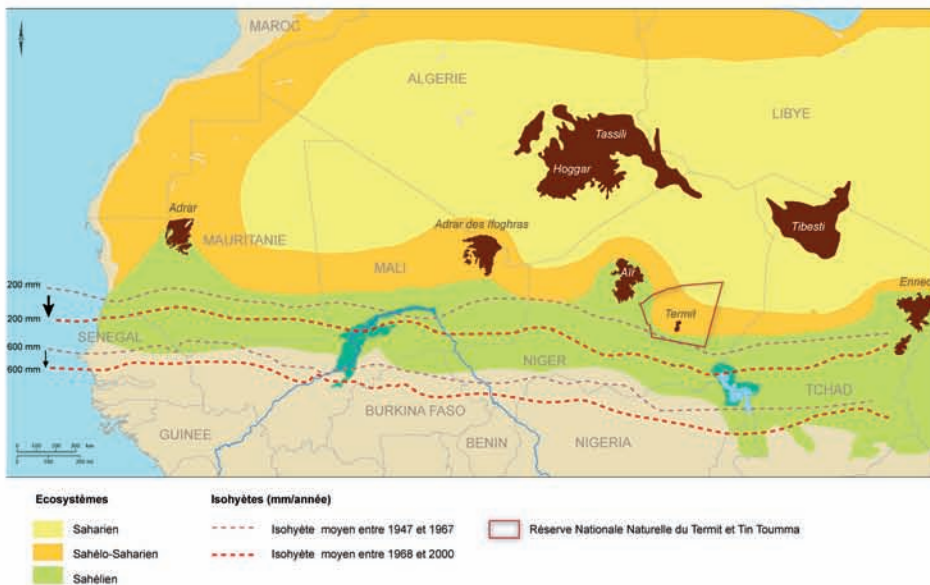 MAROC
ALGERIE
LIBYE
Tassili
Hoggar
Adrar
Tibesti
Adrar des Ifoghras
MAURITANIE
MALI
Aïr
200 mm
Ennedi
Termit
200 mm
SENEGAL
600 mm
NIGER
600 mm
TCHAD
BURKINA FASO
GUINEE
BENIN
NIGERIA
Ecosystèmes
Saharien
Sahélo-Saharien
Sahélien
Isohyètes (mm/année)
Isohyète moyen entre 1947 et 1967
Isohyète moyen entre 1968 et 2000
Réserve Nationale Naturelle du Termit et Tin Toumma